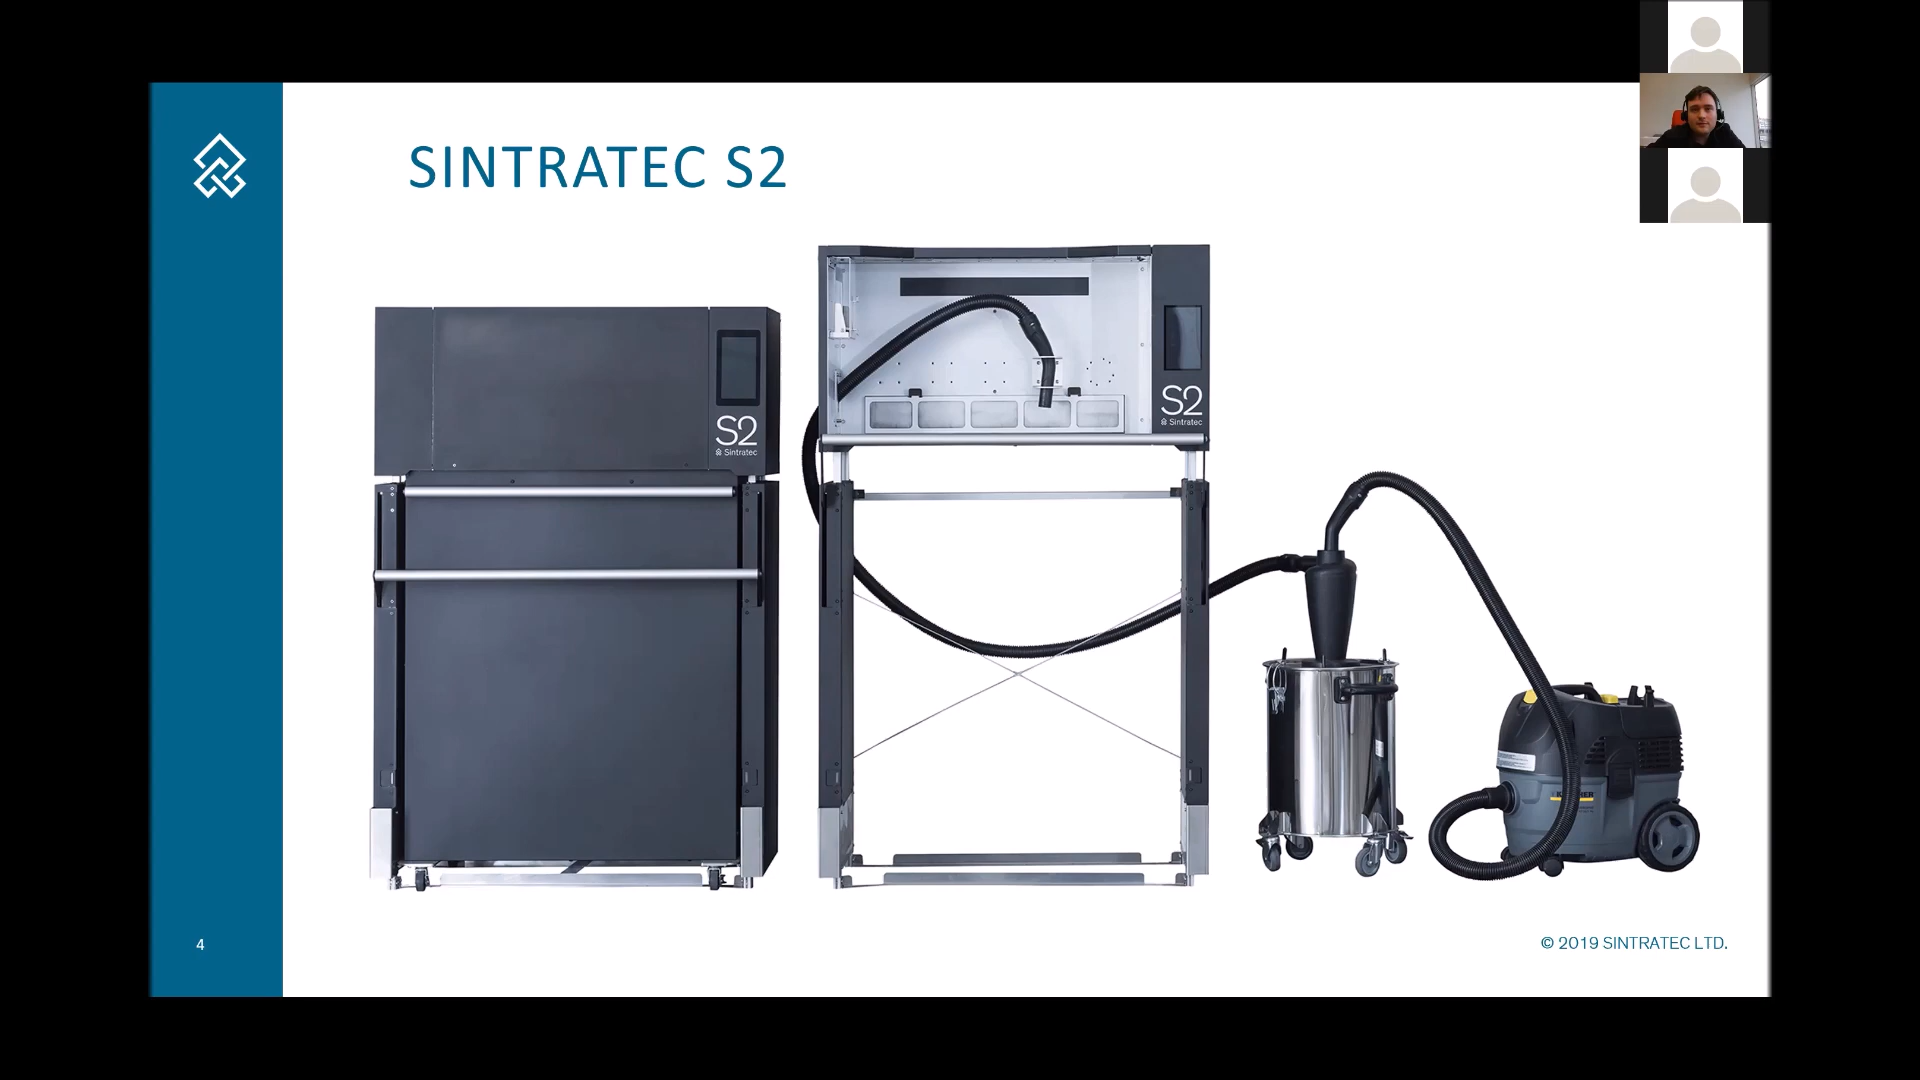 SINTRATEC S2
S2
Sintratec
S2
Sintratec
4
© 2019 SINTRATEC LTD.